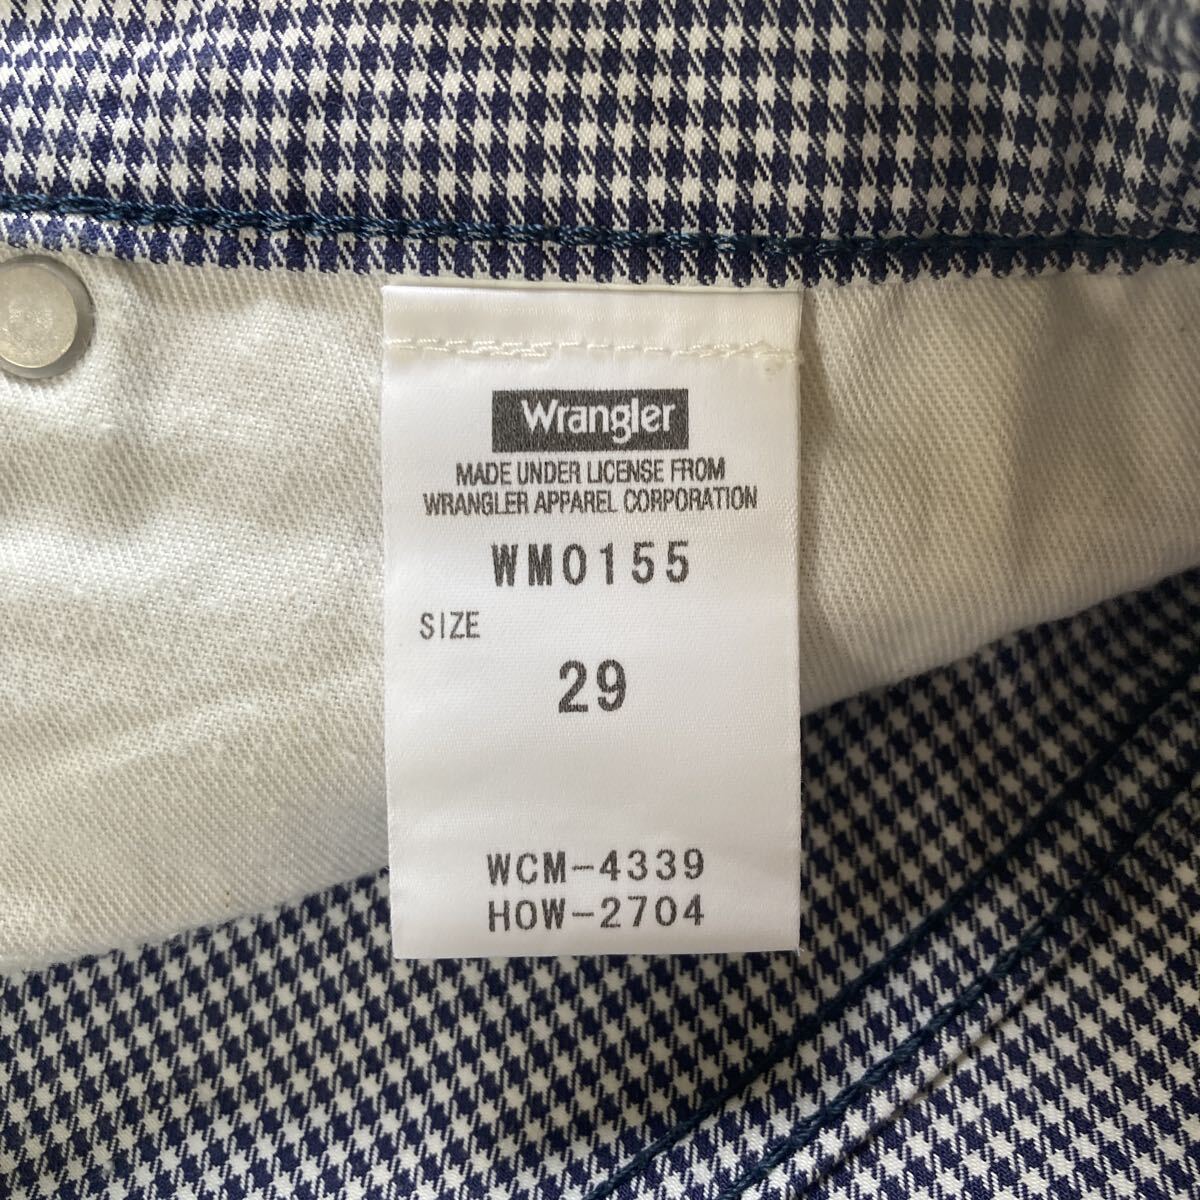 Wrangler
MADE UNDER LICENSE FROM
WRANGLER APPAREL CORPORATION
WM0155
SIZE
29
WCM-4339
HOW-2704